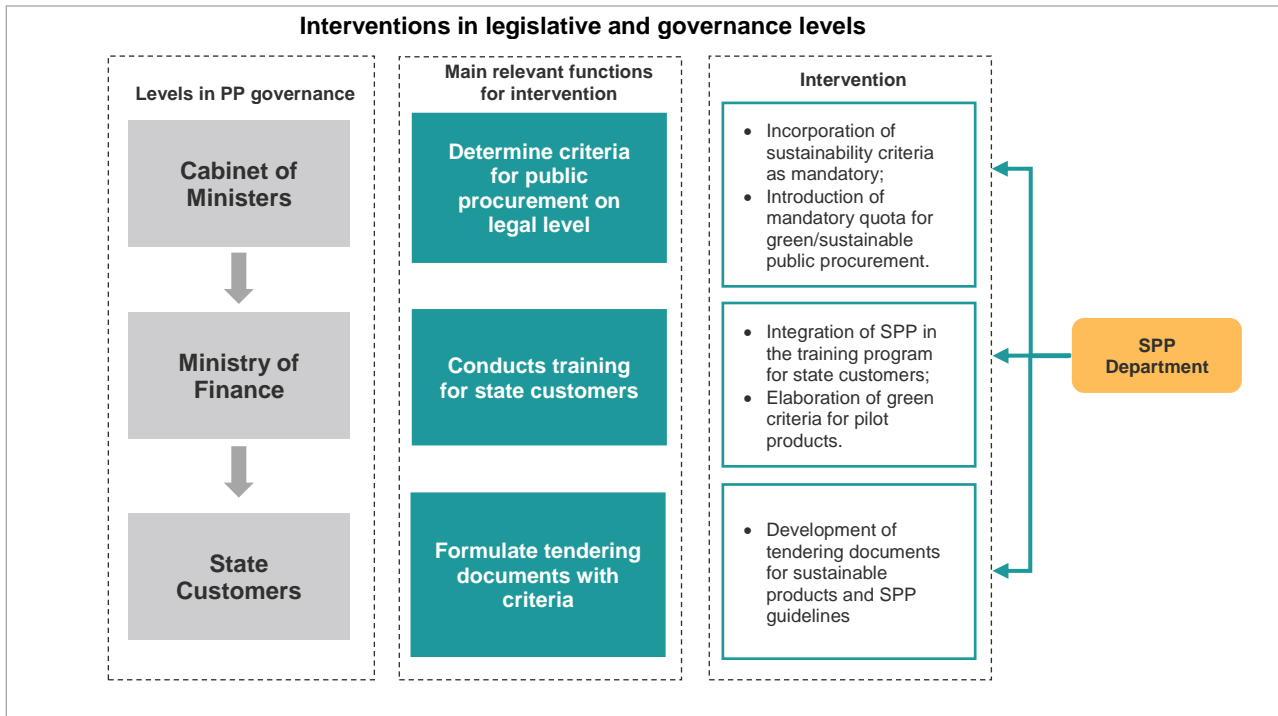 Interventions in legislative and governance levels
Levels in PP governance
Cabinet of
Ministers
Ministry of
Finance
State
Customers
Main relevant functions
for intervention
Determine criteria
for public
procurement on
legal level
Conducts training
for state customers
Formulate tendering
documents with
criteria
Intervention
• Incorporation of
sustainability criteria
as mandatory;
• Introduction of
mandatory quota for
green/sustainable
public procurement.
• Integration of SPP in
the training program
for state customers;
• Elaboration of green
criteria for pilot
products.
• Development of
tendering documents
for sustainable
products and SPP
guidelines
SPP
Department